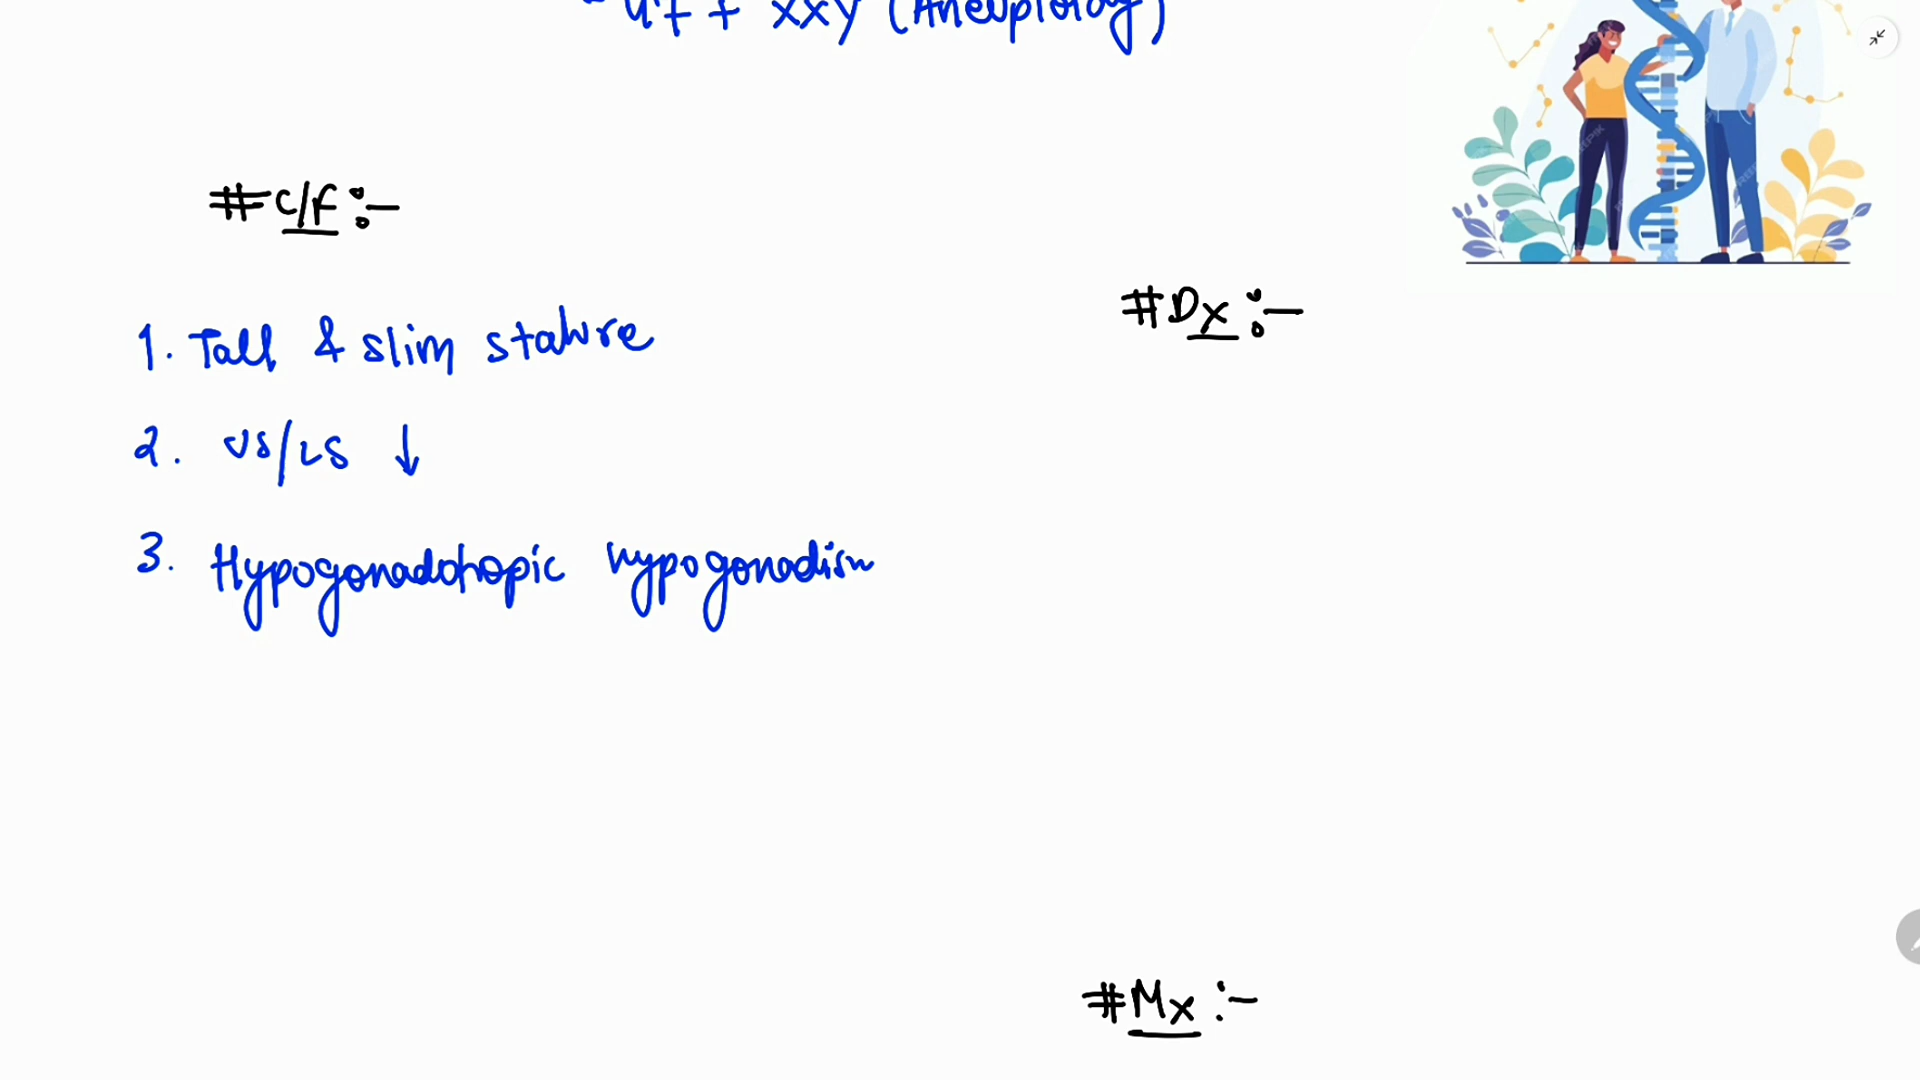 47 + XXY (Aneuploidy)
# C/F :-
# Dx :-
1. Tall & slim stature
2. US/LS ↓
3. Hypogonadotropic hypogonadism
# Mx :-